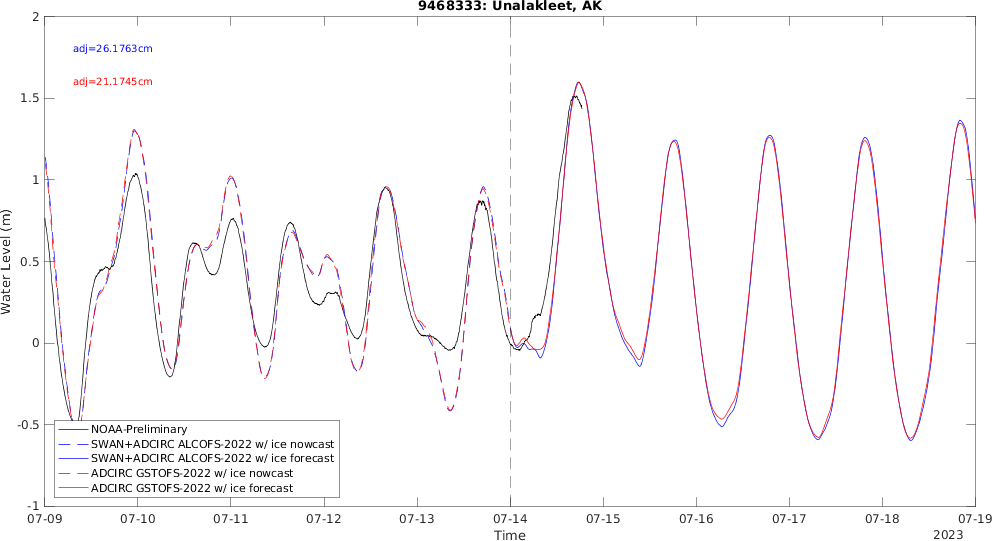 9468333: Unalakleet, AK
adj=26.1763cm
adj=21.1745cm
Water Level (m)
2
1.5
1
0.5
0
-0.5
-1
NOAA-Preliminary
SWAN+ADCIRC ALCOFS-2022 w/ ice nowcast
SWAN+ADCIRC ALCOFS-2022 w/ ice forecast
ADCIRC GSTOFS-2022 w/ ice nowcast
ADCIRC GSTOFS-2022 w/ ice forecast
07-09 07-10 07-11 07-12 07-13 07-14 07-15 07-16 07-17 07-18 07-19
Time
2023